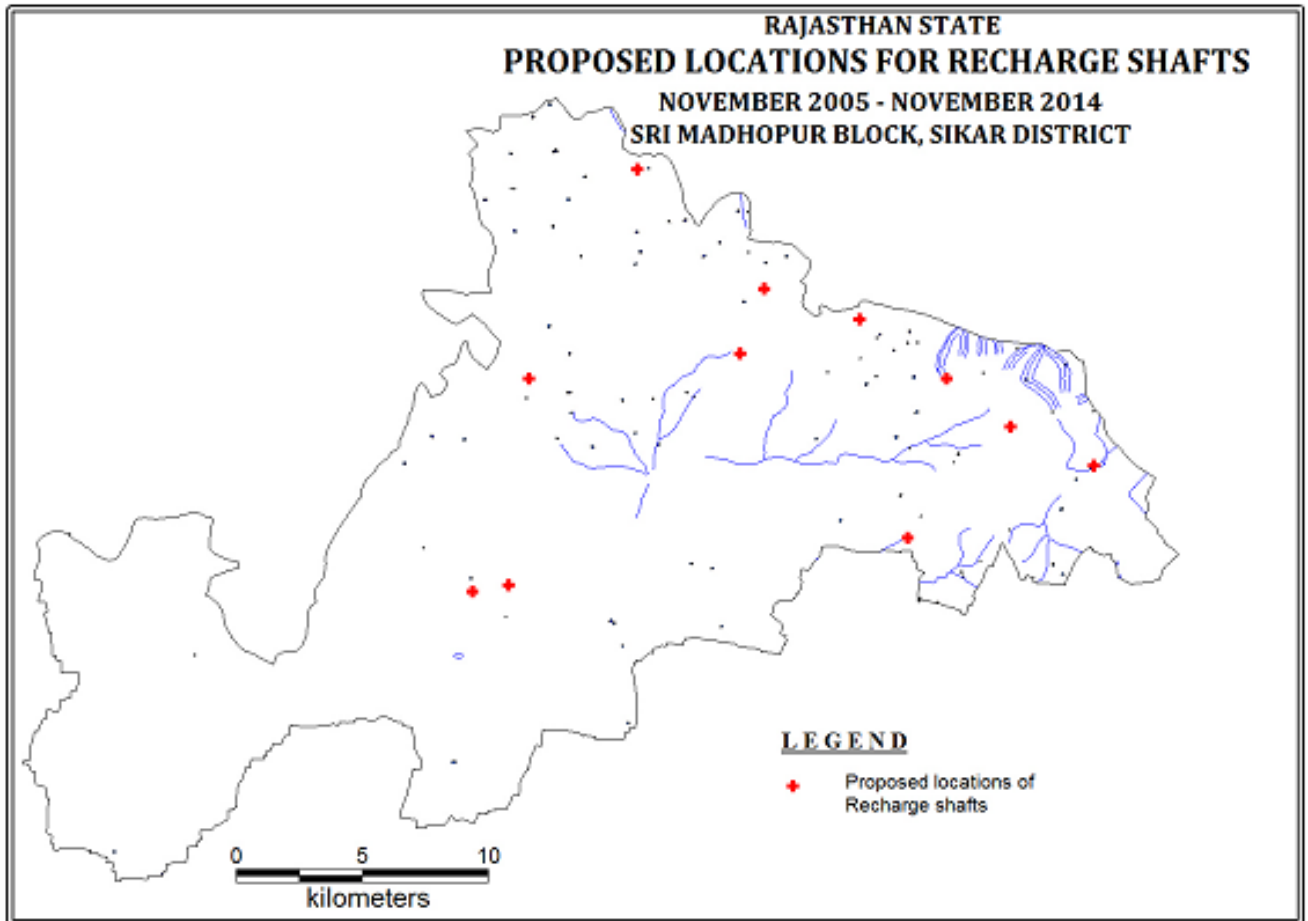 RAJASTHAN STATE
PROPOSED LOCATIONS FOR RECHARGE SHAFTS
NOVEMBER 2005 - NOVEMBER 2014
SRI MADHOPUR BLOCK, SIKAR DISTRICT
LEGEND
Proposed locations of
Recharge shafts
0 5 10
kilometers